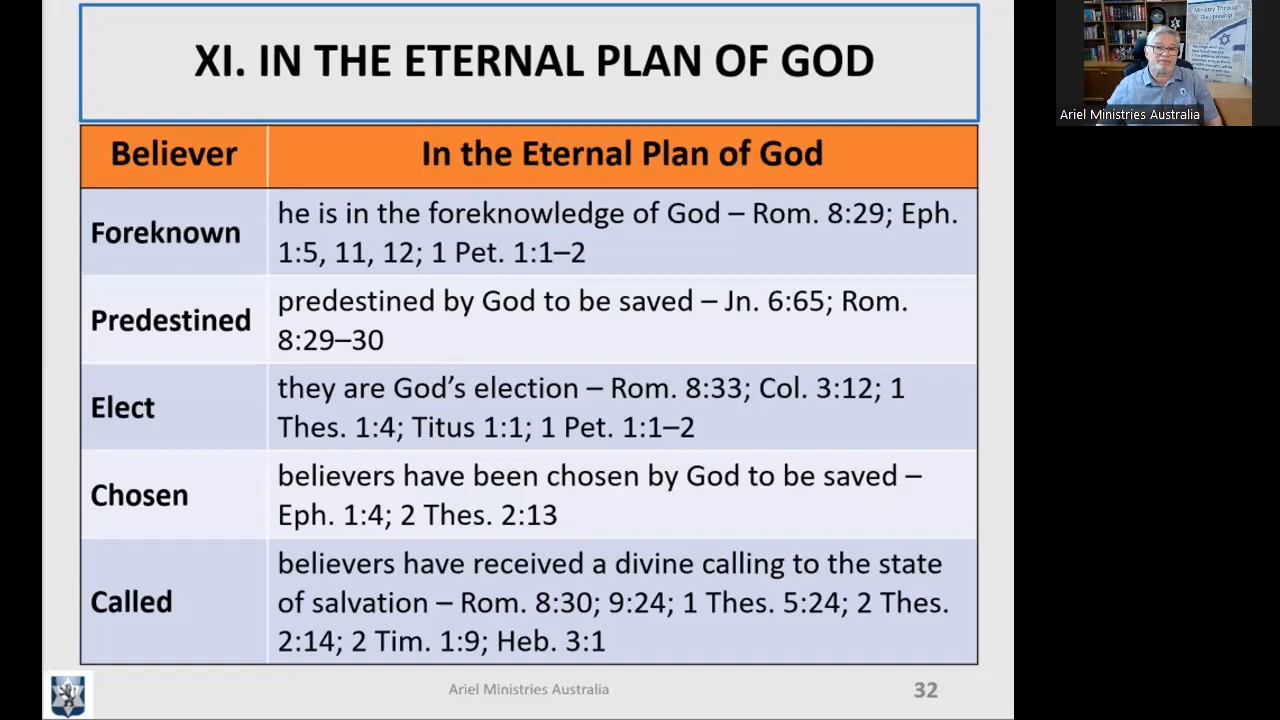 XI. IN THE ETERNAL PLAN OF GOD
Believer
In the Eternal Plan of God
Foreknown
he is in the foreknowledge of God – Rom. 8:29; Eph.
1:5, 11, 12; 1 Pet. 1:1–2
Predestined
predestined by God to be saved – Jn. 6:65; Rom.
8:29–30
Elect
they are God's election – Rom. 8:33; Col. 3:12; 1
Thes. 1:4; Titus 1:1; 1 Pet. 1:1–2
Chosen
believers have been chosen by God to be saved –
Eph. 1:4; 2 Thes. 2:13
Called
believers have received a divine calling to the state
of salvation – Rom. 8:30; 9:24; 1 Thes. 5:24; 2 Thes.
2:14; 2 Tim. 1:9; Heb. 3:1
Ariel Ministries Australia
32
Ministry Through
Discipleship
Ariel Ministries Australia